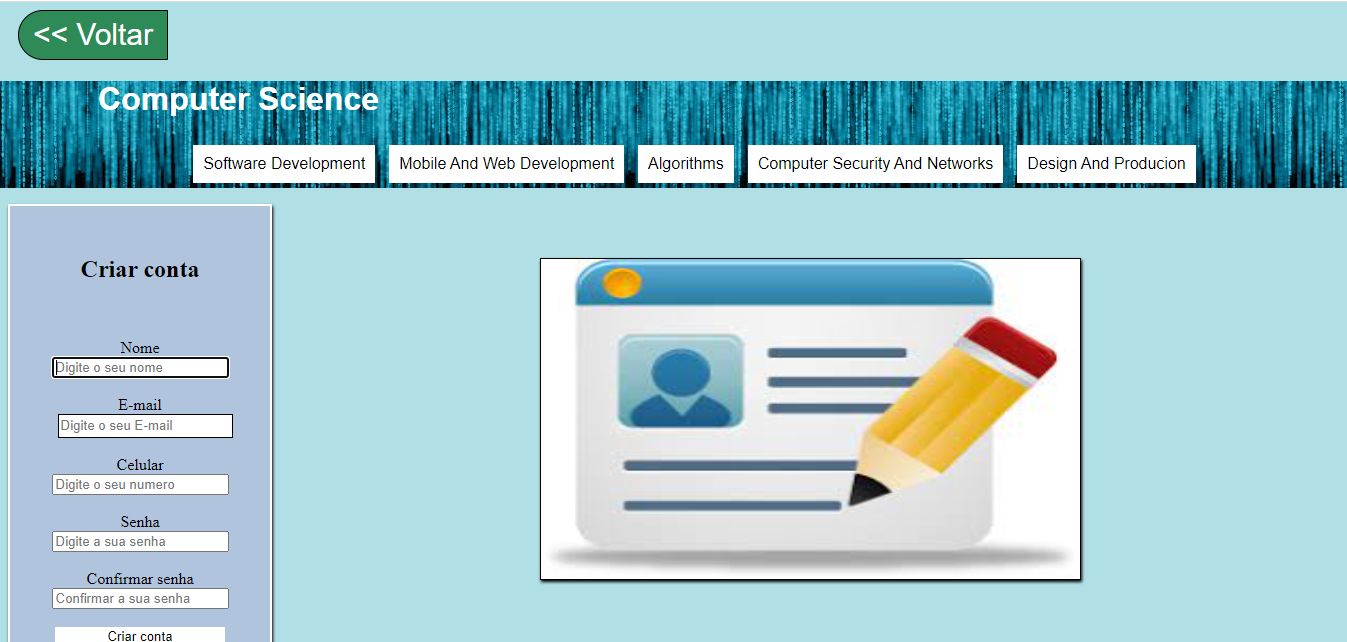 << Voltar
Computer Science
Software Development
Mobile And Web Development
Algorithms
Computer Security And Networks
Design And Producion
Criar conta
Nome
Digite o seu nome
E-mail
Digite o seu E-mail
Celular
Digite o seu numero
Senha
Digite a sua senha
Confirmar senha
Confirmar a sua senha
Criar conta